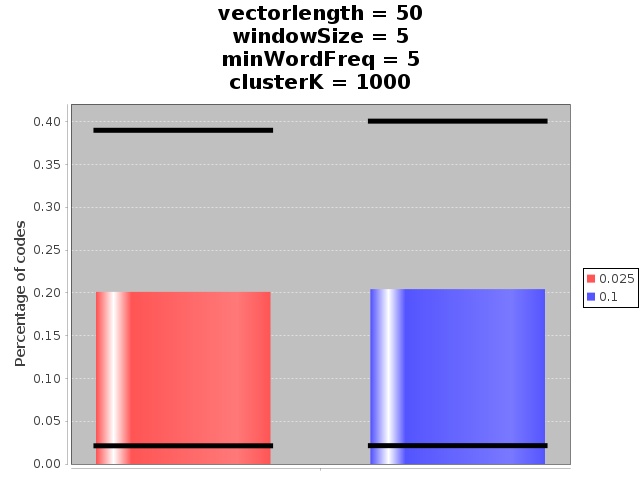 vectorlength = 50
windowSize = 5
minWordFreq = 5
clusterK = 1000
Percentage of codes
0.40
0.35
0.30
0.25
0.20
0.15
0.10
0.05
0.00
0.025
0.1